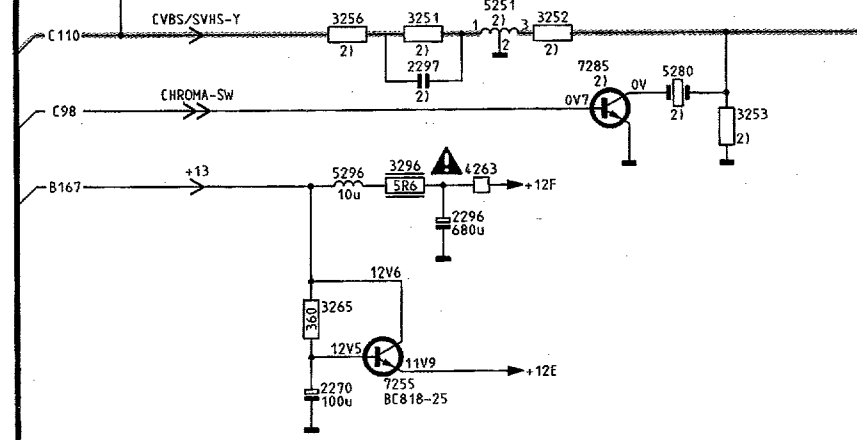 5251
CVBS/SVHS-Y 3256 3251 2) 3252
C110 1 3
2) 2) 2 2)
2297
2)
7285
CHROMA-SW 2) 0V 5280
C98 0V7 2) 3253
2)
+13 5296 3296 4263
B167 10u 5R6 +12F
2296
680u
12V6
360 3265
12V5 11V9 +12E
2270 7255
100u BC818-25